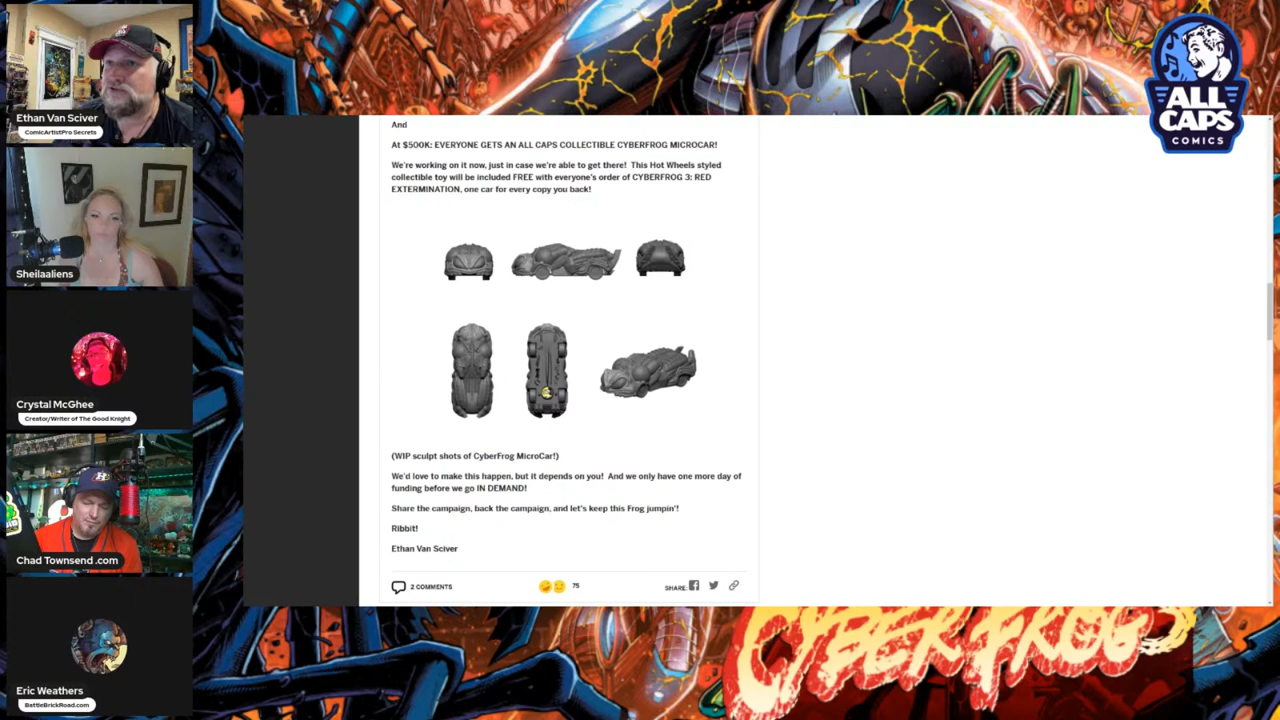 Ethan Van Sciver
ComicArtistPro Secrets
Sheilaaliens
Crystal McGhee
Creator/Writer of The Good Knight
Chad Townsend .com
Eric Weathers
BattleBrickRoad.com
ALL
CAPS
COMICS
And
At $500K: EVERYONE GETS AN ALL CAPS COLLECTIBLE CYBERFROG MICROCAR!
We're working on it now, just in case we're able to get there! This Hot Wheels styled
collectible toy will be included FREE with everyone's order of CYBERFROG 3: RED
EXTERMINATION, one car for every copy you back!
(WIP sculpt shots of CyberFrog MicroCar!)
We'd love to make this happen, but it depends on you! And we only have one more day of
funding before we go IN DEMAND!
Share the campaign, back the campaign, and let's keep this Frog jumpin'!
Ribbit!
Ethan Van Sciver
2 COMMENTS
75
SHARE:
CYBERFROG